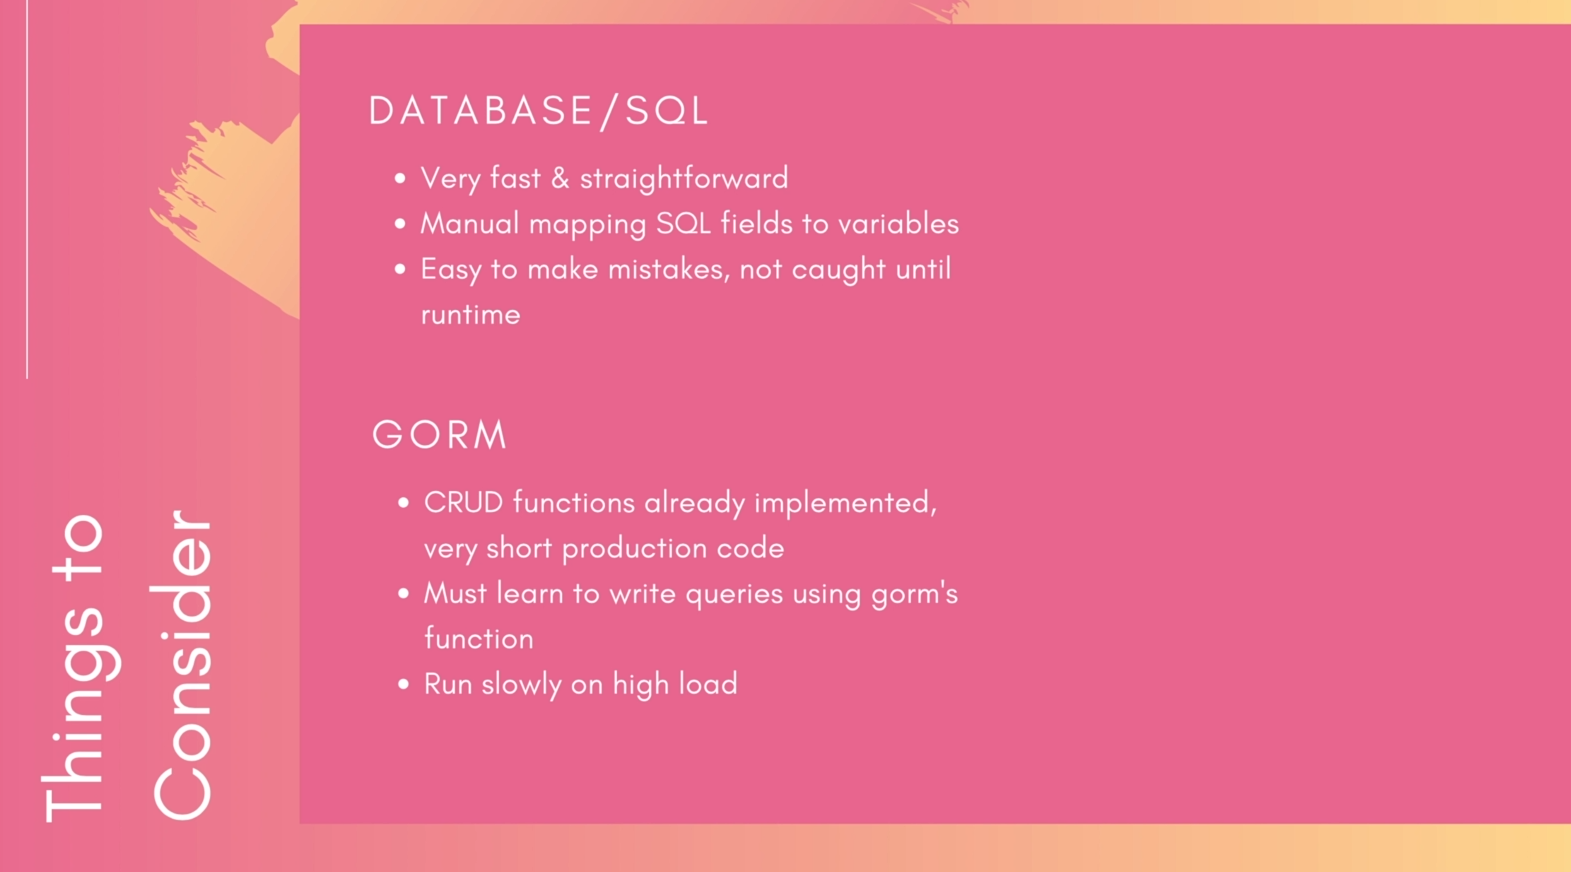 Things to
Consider
DATABASE/SQL
• Very fast & straightforward
• Manual mapping SQL fields to variables
• Easy to make mistakes, not caught until
runtime
GORM
• CRUD functions already implemented,
very short production code
• Must learn to write queries using gorm's
function
• Run slowly on high load